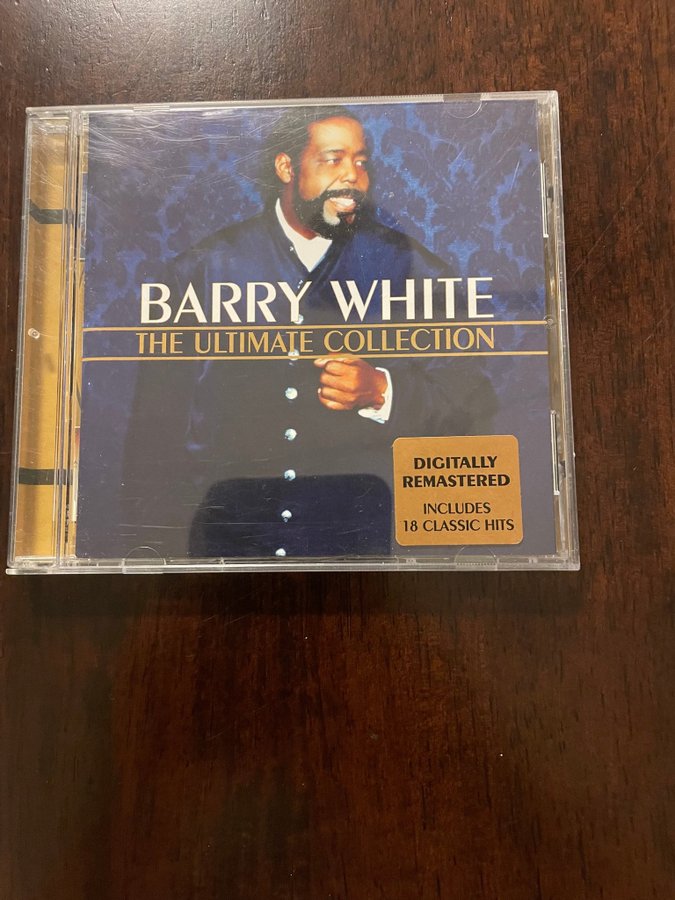 BARRY WHITE
THE ULTIMATE COLLECTION
DIGITALLY
REMASTERED
INCLUDES
18 CLASSIC HITS